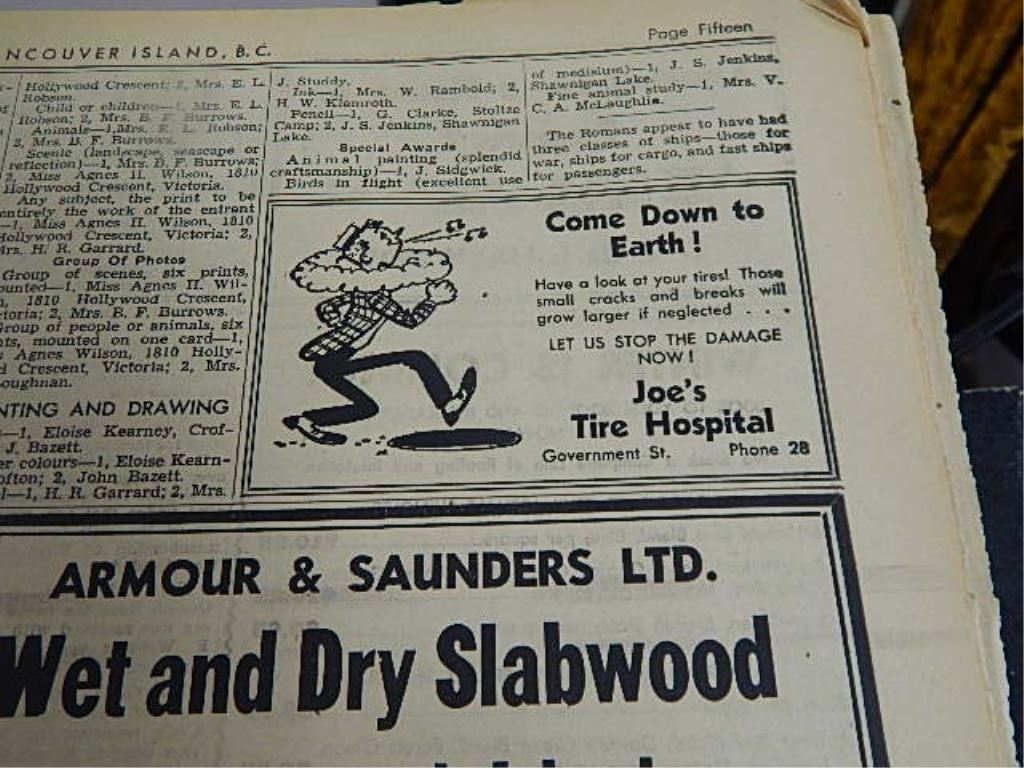 NCOUVER ISLAND, B.C.
Page Fifteen
Hollywood Crescent; 2, Mrs. E. L.
Robson.
Child or children—1, Mrs. E. L.
Robson; 2, Mrs. B. F. Burrows.
Animals—1, Mrs. E. L. Robson;
2, Mrs. B. F. Burrows.
Scenic (landscape, seascape or
reflection)—1, Mrs. B. F. Burrows;
2, Miss Agnes H. Wilson, 1810
Hollywood Crescent, Victoria.
Any subject, the print to be
entirely the work of the entrant
—1, Miss Agnes H. Wilson, 1810
Hollywood Crescent, Victoria; 2,
Mrs. H. R. Garrard.
Group Of Photos
Group of scenes, six prints,
ounted—1, Miss Agnes H. Wil-
n, 1810 Hollywood Crescent,
toria; 2, Mrs. B. F. Burrows.
Group of people or animals, six
ts, mounted on one card—1,
s Agnes Wilson, 1810 Holly-
d Crescent, Victoria; 2, Mrs.
oughnan.
NTING AND DRAWING
—1, Eloise Kearney, Crof-
J. Bazett.
er colours—1, Eloise Kearn-
ofton; 2, John Bazett.
l—1, H. R. Garrard; 2, Mrs.
J. Studdy.
Ink—1, Mrs. W. Rambold; 2,
H. W. Klamroth.
Pencil—1, G. Clarke, Stoltze
Camp; 2, J. S. Jenkins, Shawnigan
Lake.
Special Awards
Animal painting (splendid
craftsmanship)—1, J. Sidgwick.
Birds in flight (excellent use
of medisium)—1, J. S. Jenkins,
Shawnigan Lake.
Fine animal study—1, Mrs. V.
C. A. McLaughlin.
The Romans appear to have had
three classes of ships—those for
war, ships for cargo, and fast ships
for passengers.
Come Down to
Earth!
Have a look at your tires! Those
small cracks and breaks will
grow larger if neglected . . .
LET US STOP THE DAMAGE
NOW!
Joe's
Tire Hospital
Government St. Phone 28
ARMOUR & SAUNDERS LTD.
Wet and Dry Slabwood